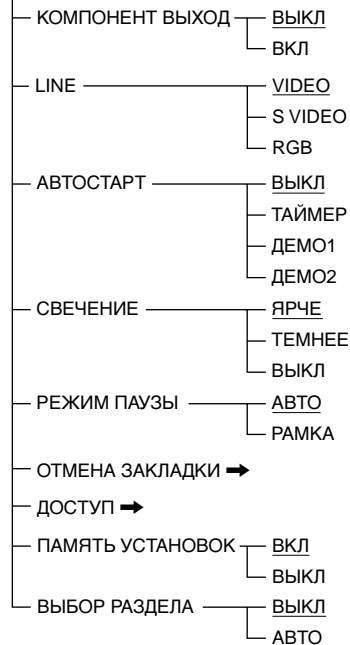 КОМПОНЕНТ ВЫХОД ВЫКЛ
ВКЛ
LINE VIDEO
S VIDEO
RGB
АВТОСТАРТ ВЫКЛ
ТАЙМЕР
ДЕМО1
ДЕМО2
СВЕЧЕНИЕ ЯРЧЕ
ТЕМНЕЕ
ВЫКЛ
РЕЖИМ ПАУЗЫ АВТО
РАМКА
ОТМЕНА ЗАКЛАДКИ ➡
ДОСТУП ➡
ПАМЯТЬ УСТАНОВОК ВКЛ
ВЫКЛ
ВЫБОР РАЗДЕЛА ВЫКЛ
АВТО